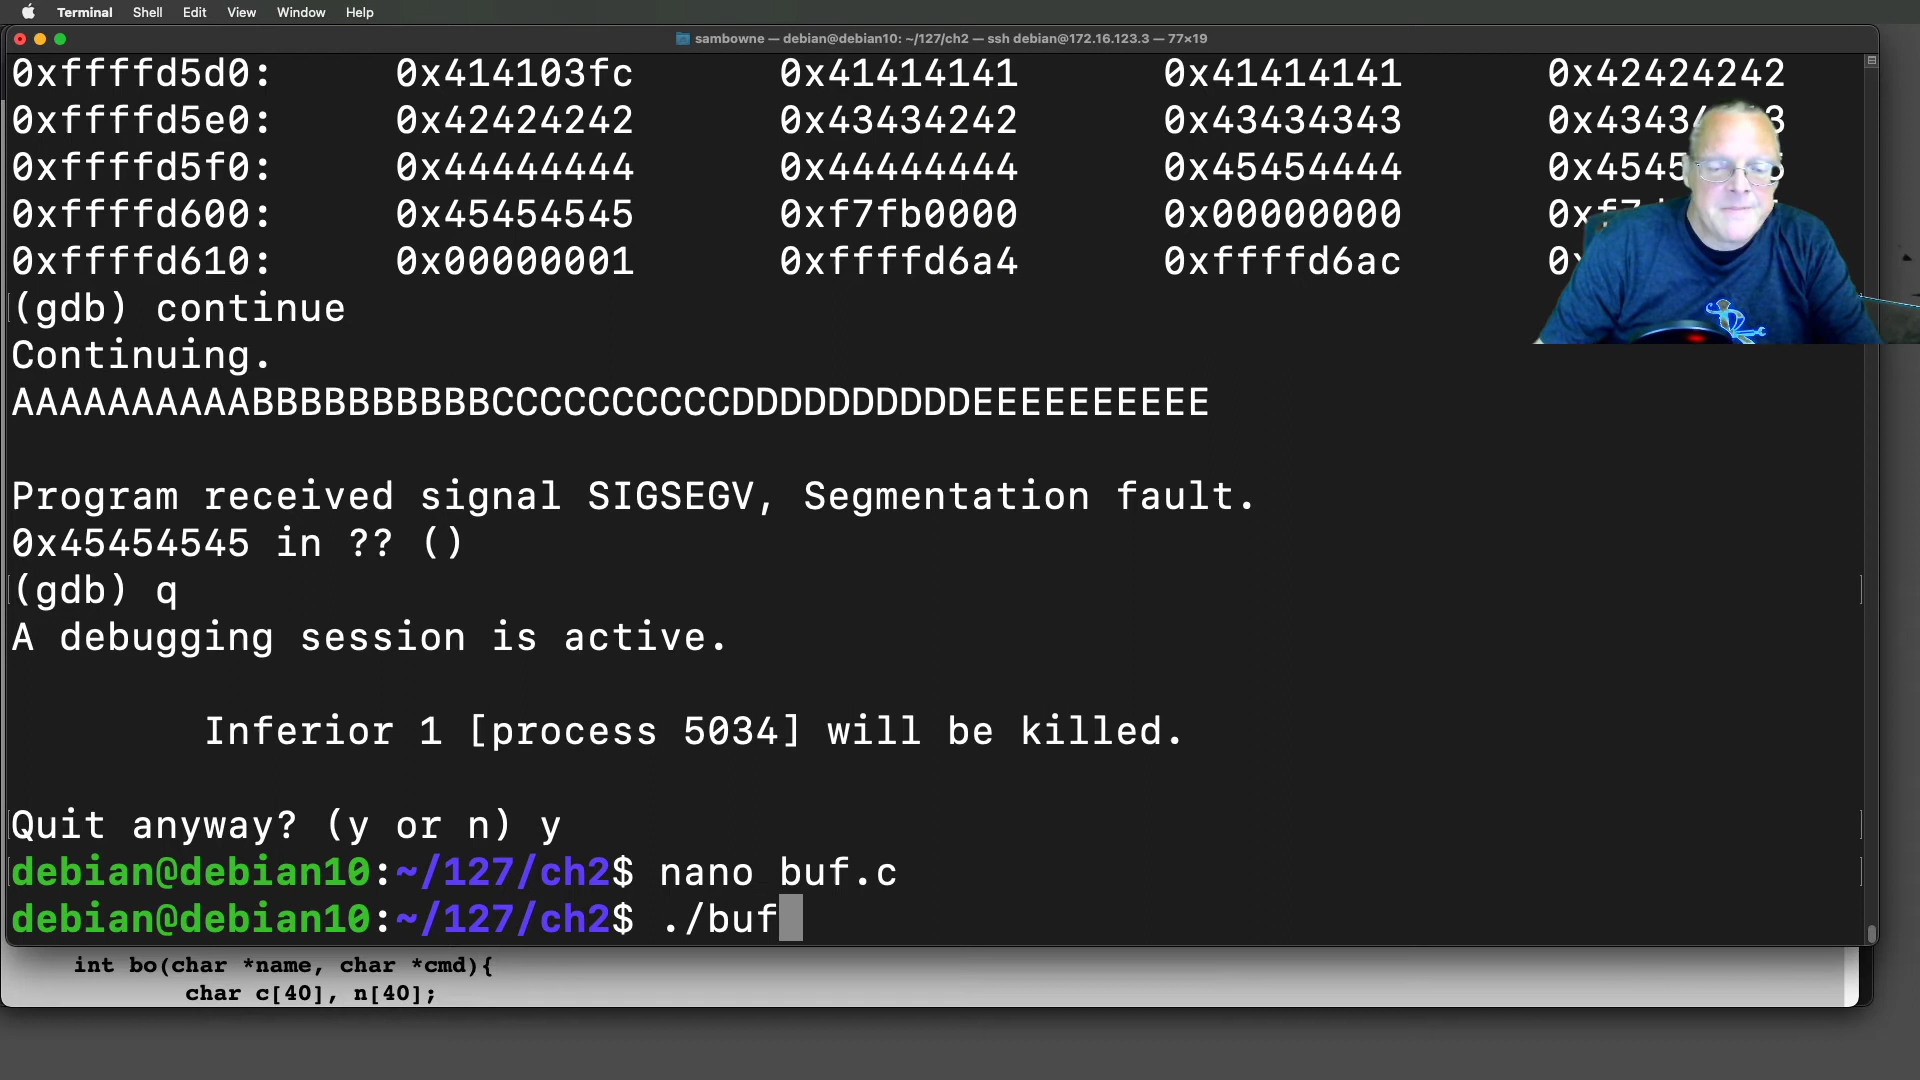 Terminal Shell Edit View Window Help
sambowne — debian@debian10: ~/127/ch2 — ssh debian@172.16.123.3 — 77×19
0xffffd5d0: 0x414103fc 0x41414141 0x41414141 0x42424242
0xffffd5e0: 0x42424242 0x43434242 0x43434343
0xffffd5f0: 0x44444444 0x44444444 0x45454444
0xffffd600: 0x45454545 0xf7fb0000 0x00000000
0xffffd610: 0x00000001 0xffffd6a4 0xffffd6ac
(gdb) continue
Continuing.
AAAAAAAAAABBBBBBBBBBCCCCCCCCCCDDDDDDDDDDEEEEEEEEEE
Program received signal SIGSEGV, Segmentation fault.
0x45454545 in ?? ()
(gdb) q
A debugging session is active.
Inferior 1 [process 5034] will be killed.
Quit anyway? (y or n) y
debian@debian10:~/127/ch2$ nano buf.c
debian@debian10:~/127/ch2$ ./buf
int bo(char *name, char *cmd){
char c[40], n[40];